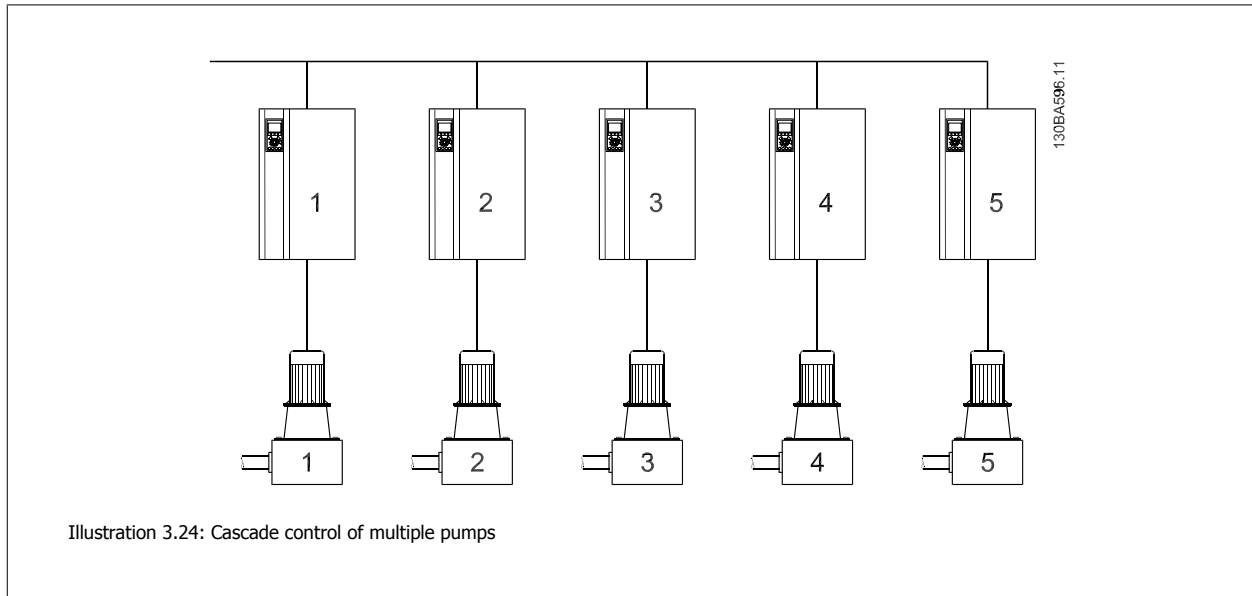 130BA596.11
1 2 3 4 5
1 2 3 4 5
Illustration 3.24: Cascade control of multiple pumps